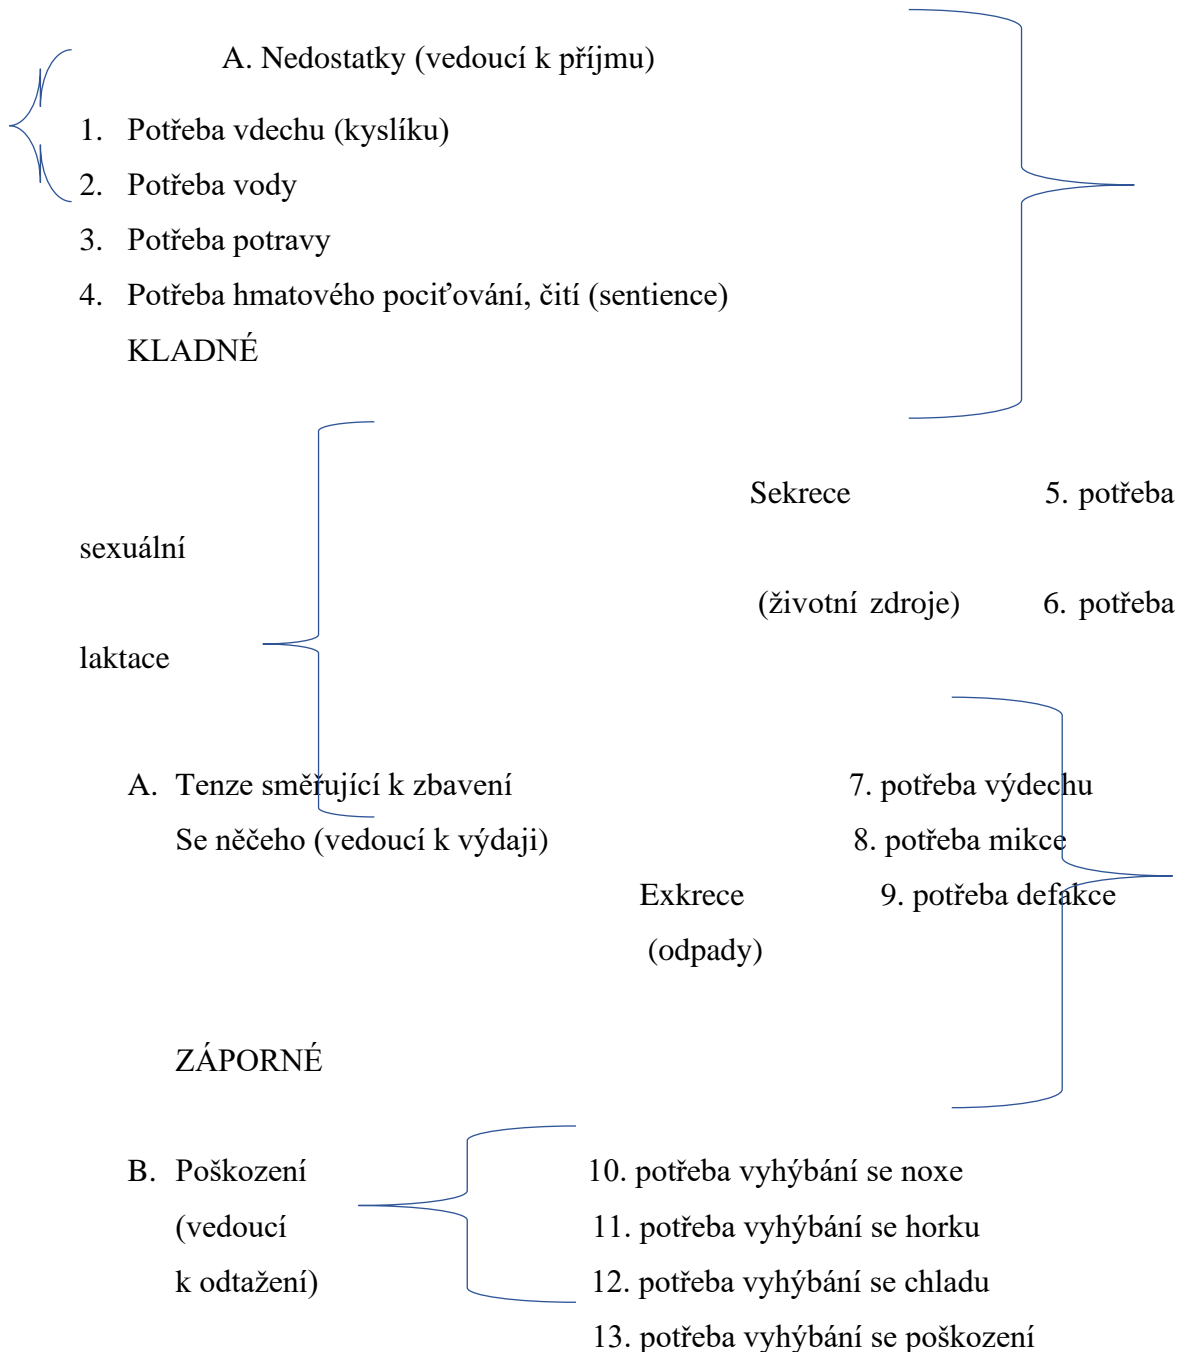 A. Nedostatky (vedoucí k příjmu)
1. Potřeba vdechu (kyslíku)
2. Potřeba vody
3. Potřeba potravy
4. Potřeba hmatového pociťování, čití (sentience)
KLADNÉ
Sekrece 5. potřeba
sexuální
(životní zdroje) 6. potřeba
laktace
A. Tenze směřující k zbavení 7. potřeba výdechu
Se něčeho (vedoucí k výdaji) 8. potřeba mikce
Exkrece 9. potřeba defakce
(odpady)
ZÁPORNÉ
B. Poškození 10. potřeba vyhýbání se noxe
(vedoucí 11. potřeba vyhýbání se horku
k odtažení) 12. potřeba vyhýbání se chladu
13. potřeba vyhýbání se poškození